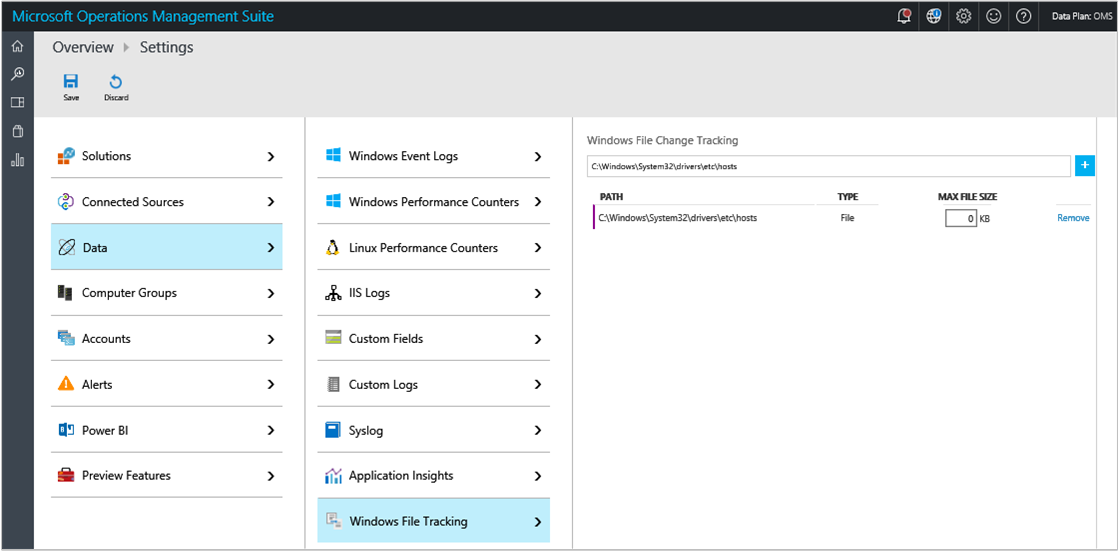 Microsoft Operations Management Suite
Data Plan: OMS
Overview Settings
Save Discard
Solutions
Connected Sources
Data
Computer Groups
Accounts
Alerts
Power BI
Preview Features
Windows Event Logs
Windows Performance Counters
Linux Performance Counters
IIS Logs
Custom Fields
Custom Logs
Syslog
Application Insights
Windows File Tracking
Windows File Change Tracking
C:\Windows\System32\drivers\etc\hosts
+
PATH TYPE MAX FILE SIZE
C:\Windows\System32\drivers\etc\hosts File 0 KB Remove